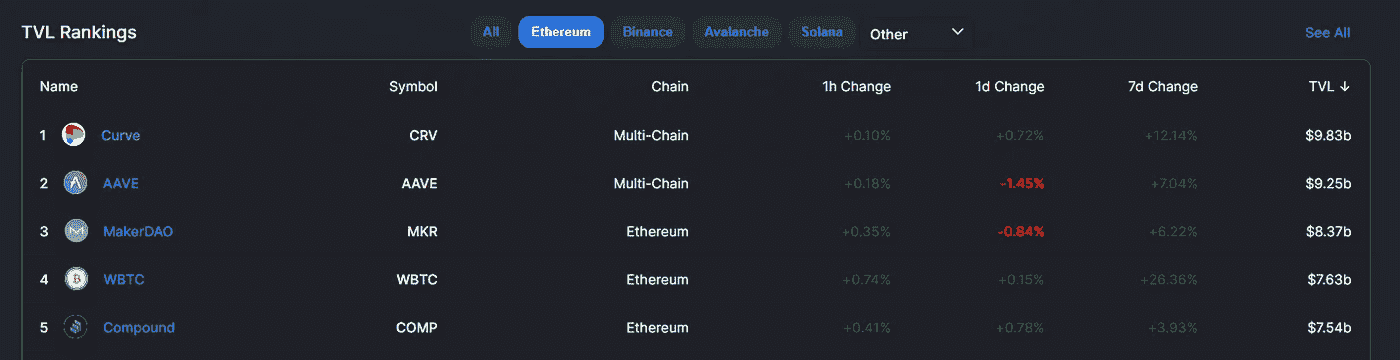 TVL Rankings All Ethereum Binance Avalanche Solana Other See All
Name Symbol Chain 1h Change 1d Change 7d Change TVL ↓
1 Curve CRV Multi-Chain +0.10% +0.72% +12.14% $9.83b
2 AAVE AAVE Multi-Chain +0.18% -1.45% +7.04% $9.25b
3 MakerDAO MKR Ethereum +0.35% -0.84% +6.22% $8.37b
4 WBTC WBTC Ethereum +0.74% +0.15% +26.36% $7.63b
5 Compound COMP Ethereum +0.41% +0.78% +3.93% $7.54b